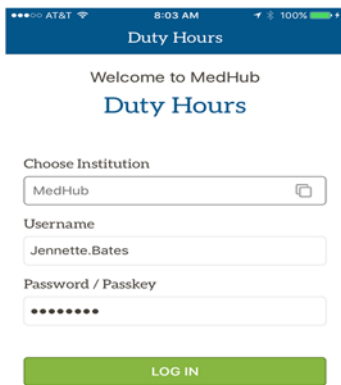 AT&T 8:03 AM 100%
Duty Hours
Welcome to MedHub
Duty Hours
Choose Institution
MedHub
Username
Jennette.Bates
Password / Passkey
••••••••
LOG IN